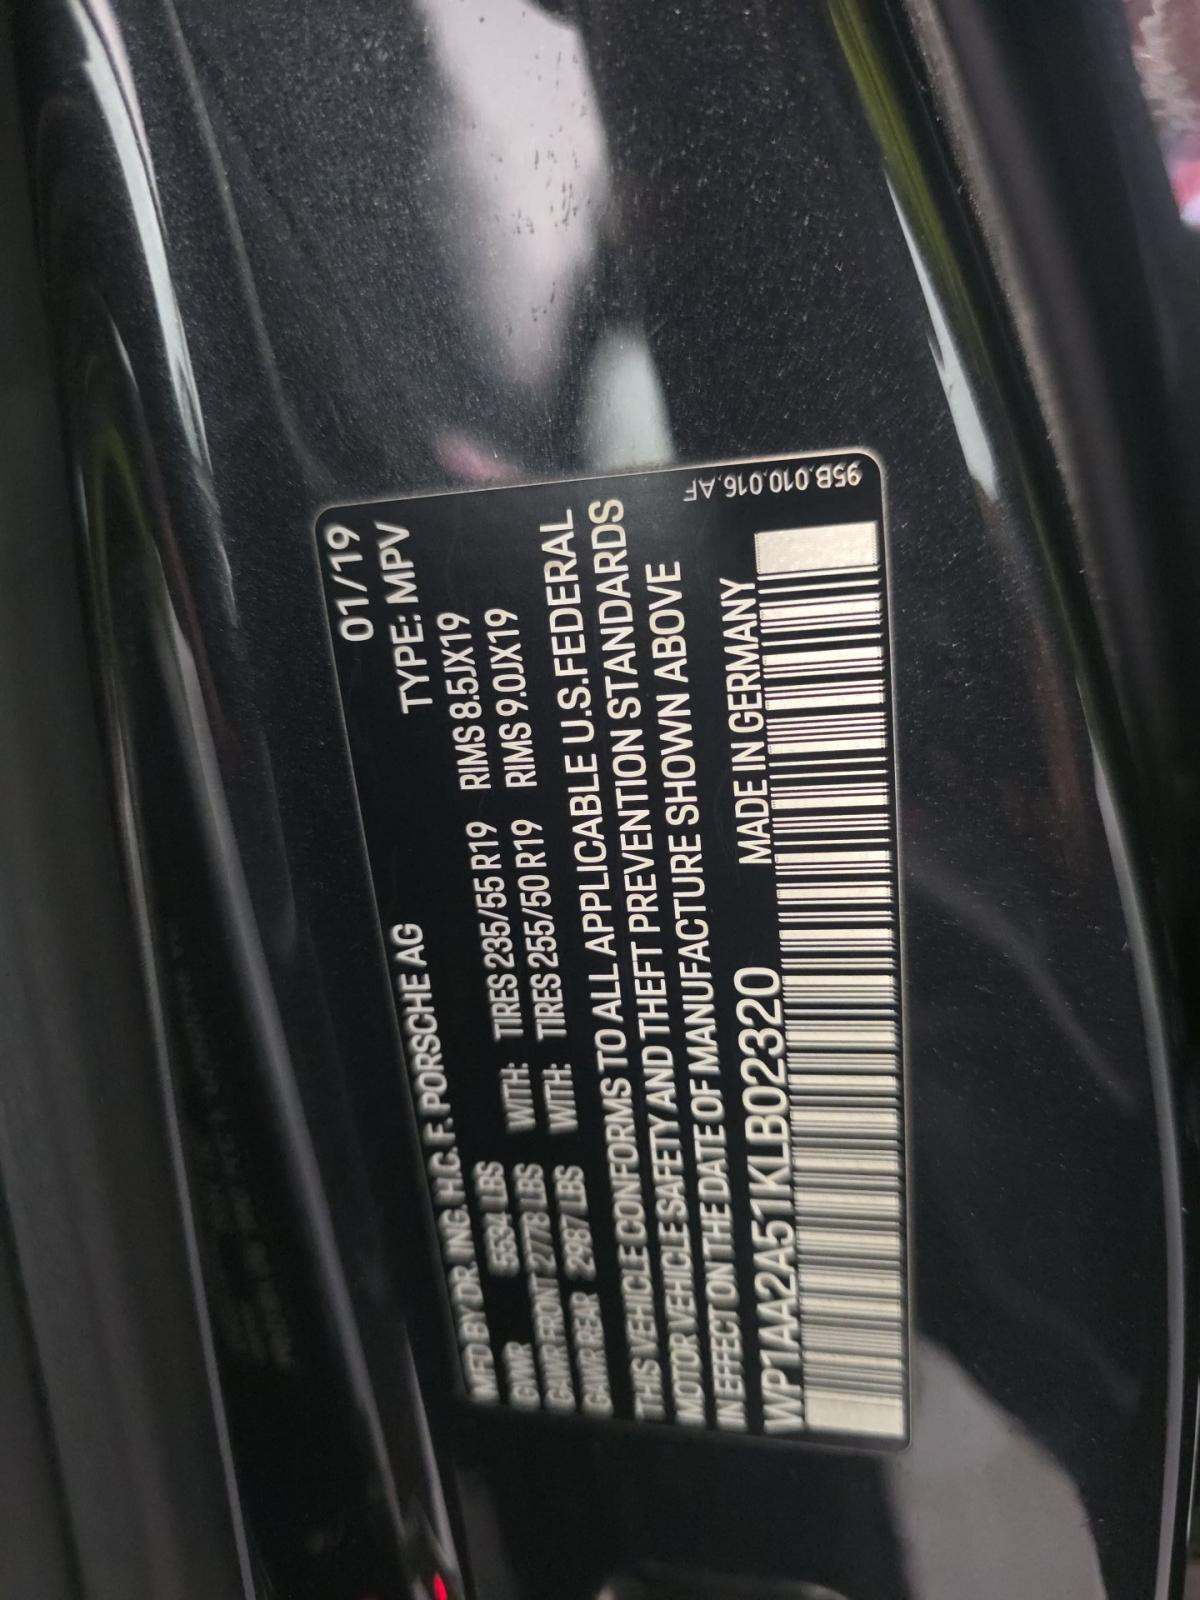 01/19
MFD BY DR. ING. H.C. F. PORSCHE AG TYPE: MPV
GVWR 5534 LBS WITH: TIRES 235/55 R19 RIMS 8.5JX19
GAWR FRONT 2778 LBS WITH: TIRES 255/50 R19 RIMS 9.0JX19
GAWR REAR 2987 LBS
THIS VEHICLE CONFORMS TO ALL APPLICABLE U.S.FEDERAL
MOTOR VEHICLE SAFETY AND THEFT PREVENTION STANDARDS
IN EFFECT ON THE DATE OF MANUFACTURE SHOWN ABOVE
WP1AA2A51KLB02320 MADE IN GERMANY
95B.010.016.AF